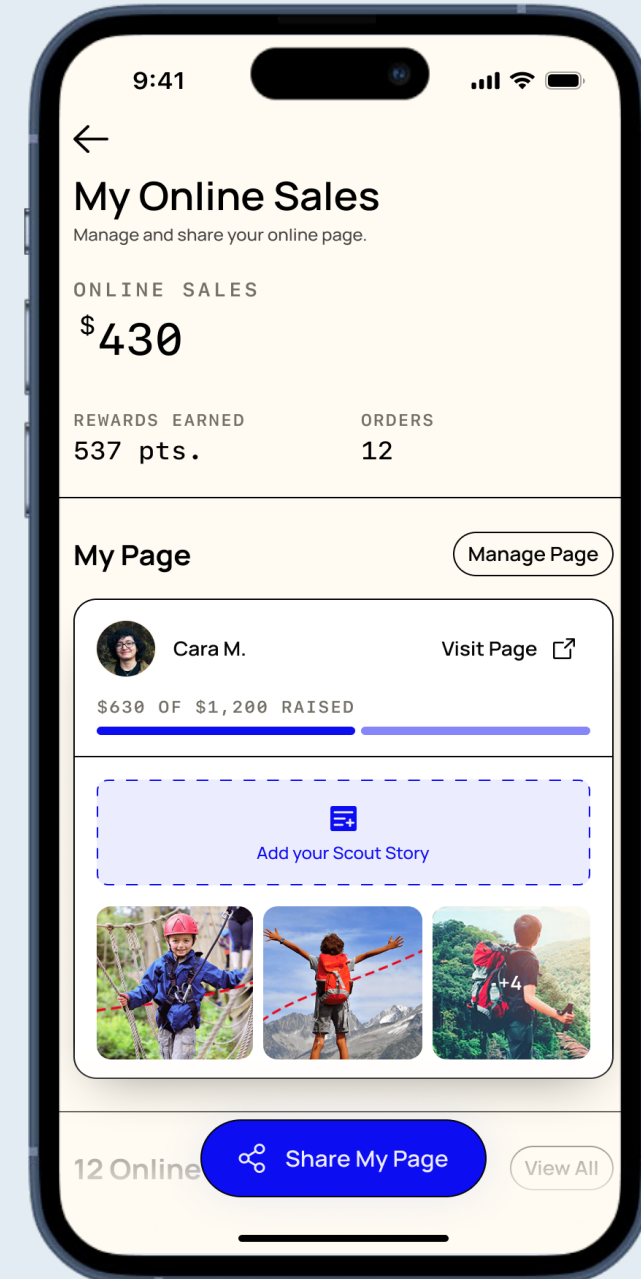 9:41
My Online Sales
Manage and share your online page.
ONLINE SALES
$430
REWARDS EARNED
537 pts.
ORDERS
12
My Page
Manage Page
Cara M.
Visit Page
$630 OF $1,200 RAISED
Add your Scout Story
+4
12 Online
Share My Page
View All